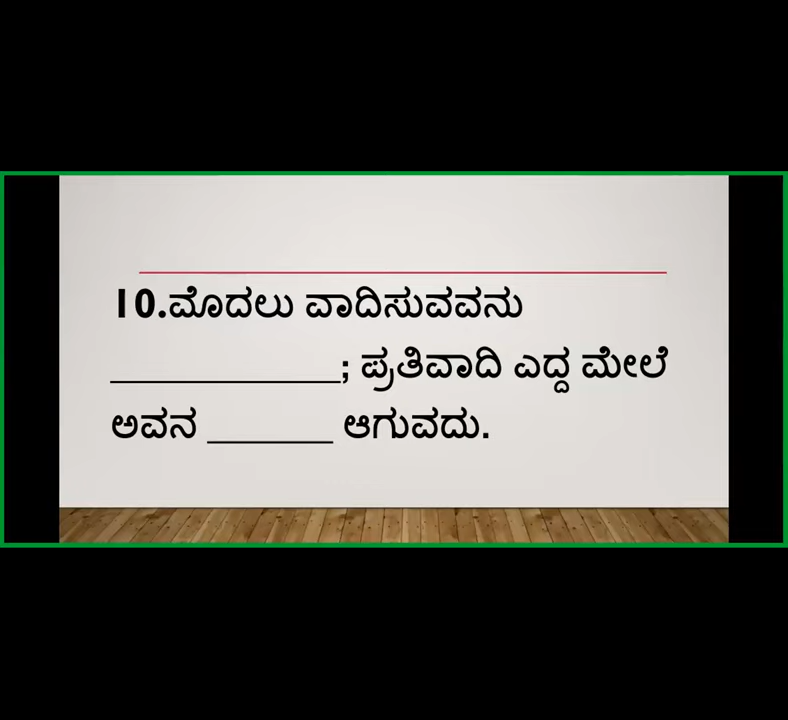 10.ಮೊದಲು ವಾದಿಸುವವನು
___________; ಪ್ರತಿವಾದಿ ಎದ್ದ ಮೇಲೆ
ಅವನ ______ ಆಗುವದು.